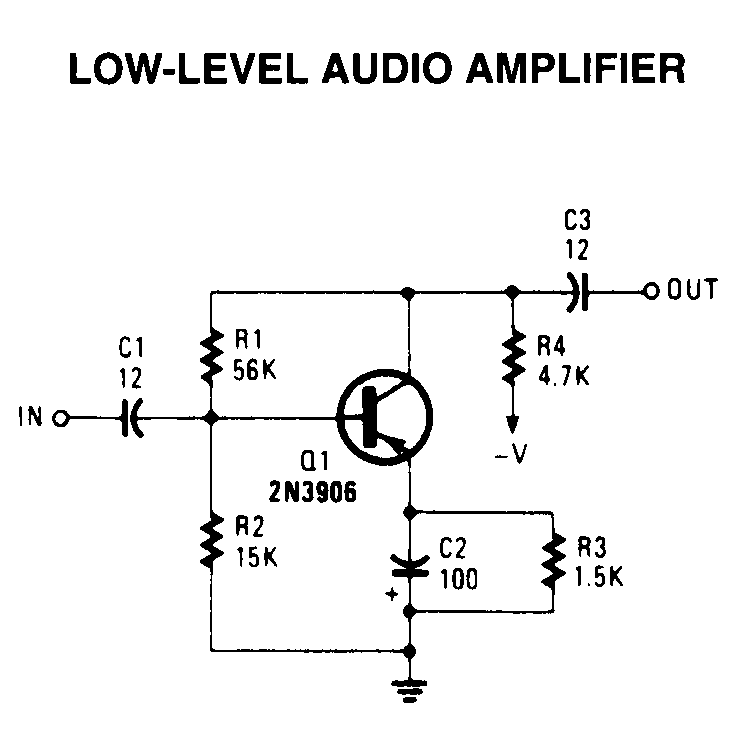 LOW-LEVEL AUDIO AMPLIFIER
C3
12
OUT
R1
56K
R4
4.7K
C1
12
IN
-V
Q1
2N3906
R2
15K
C2
100
+
R3
1.5K